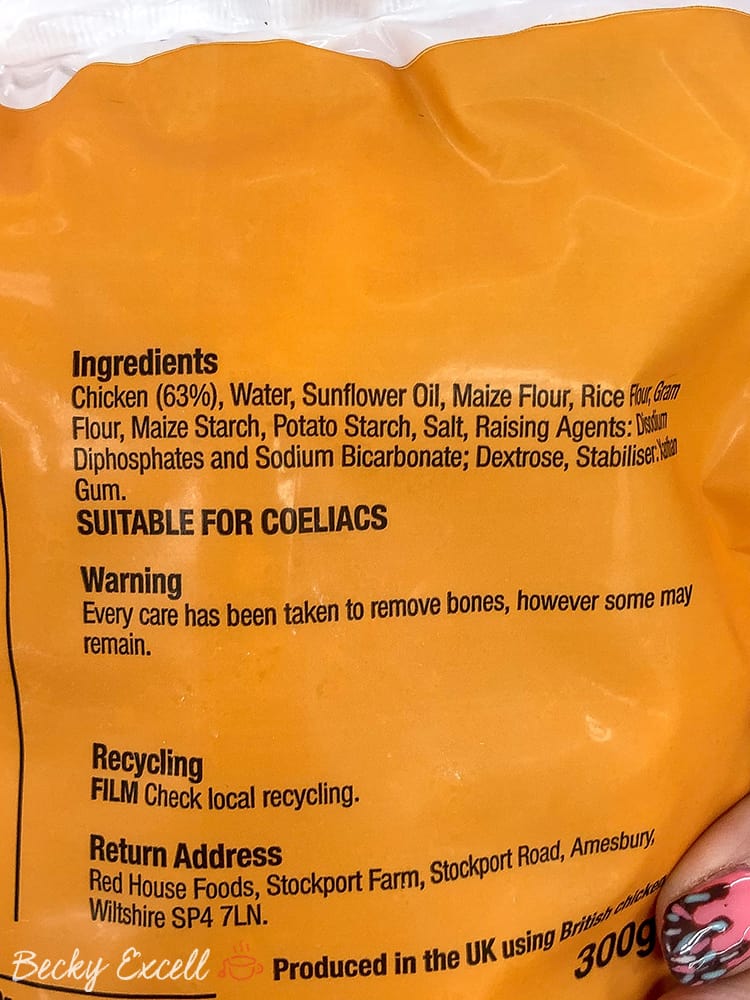 Ingredients
Chicken (63%), Water, Sunflower Oil, Maize Flour, Rice Flour, Gram
Flour, Maize Starch, Potato Starch, Salt, Raising Agents: Disodium
Diphosphates and Sodium Bicarbonate; Dextrose, Stabiliser: Xanthan
Gum.
SUITABLE FOR COELIACS
Warning
Every care has been taken to remove bones, however some may
remain.
Recycling
FILM Check local recycling.
Return Address
Red House Foods, Stockport Farm, Stockport Road, Amesbury,
Wiltshire SP4 7LN.
Produced in the UK using British chicken
300g
Becky Excell